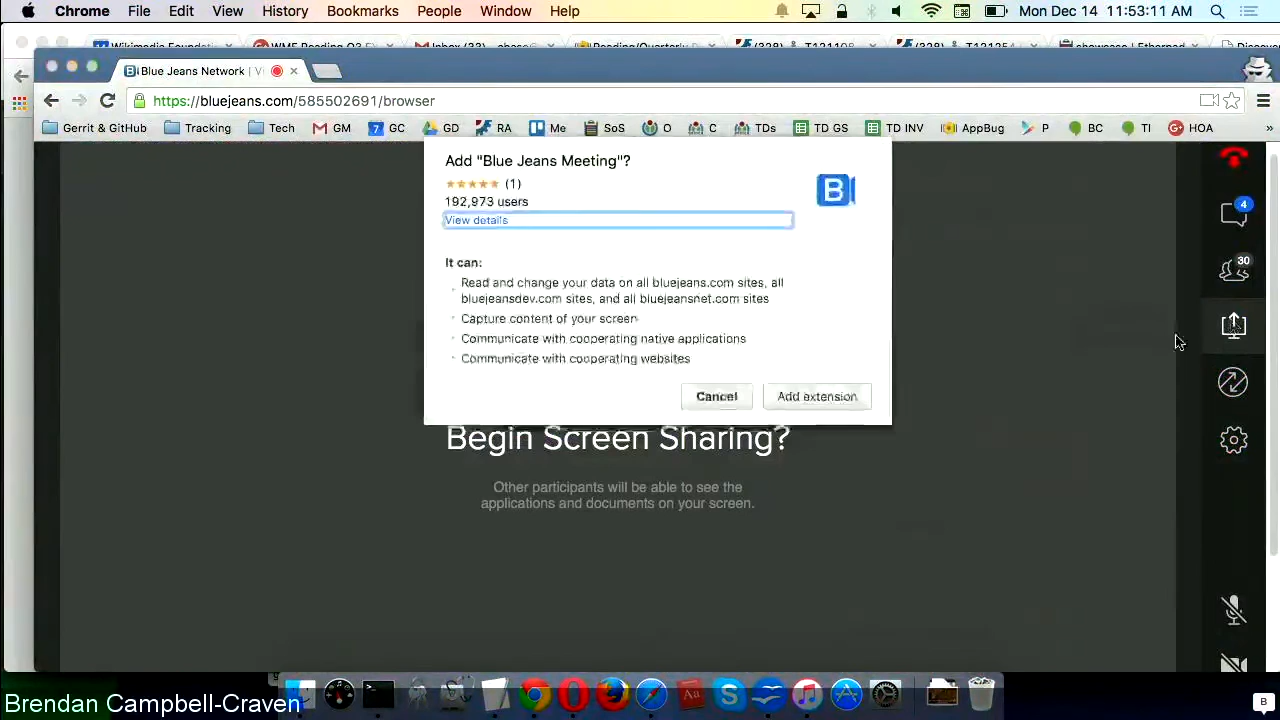 Chrome File Edit View History Bookmarks People Window Help Mon Dec 14 11:53:11 AM
Blue Jeans Network | Vi
https://bluejeans.com/585502691/browser
Gerrit & GitHub Tracking Tech GM 7 GC GD RA Me SoS O C TDs TD GS TD INV AppBug P BC TI HOA »
Add "Blue Jeans Meeting"?
(1)
192,973 users
View details
B
It can:
Read and change your data on all bluejeans.com sites, all
bluejeansdev.com sites, and all bluejeansnet.com sites
Capture content of your screen
Communicate with cooperating native applications
Communicate with cooperating websites
Cancel Add extension
4
30
Begin Screen Sharing?
Other participants will be able to see the
applications and documents on your screen.
Brendan Campbell-Craven
B